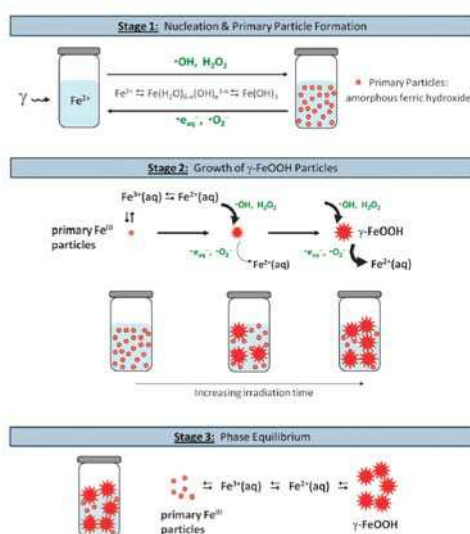 Stage 1: Nucleation & Primary Particle Formation
•OH, H₂O₂
γ
Fe²⁺
Fe³⁺ ⇆ Fe(H₂O)₆₋ₙ(OH)ₙ³⁻ⁿ ⇆ Fe(OH)₃
•eₐq⁻, •O₂⁻
Primary Particles:
amorphous ferric hydroxide
Stage 2: Growth of γ-FeOOH Particles
Fe³⁺(aq) ⇆ Fe²⁺(aq)
•OH, H₂O₂
•OH, H₂O₂
primary Feᴵᴵᴵ
particles
γ-FeOOH
•eₐq⁻, •O₂⁻
Fe²⁺(aq)
•eₐq⁻, •O₂⁻
Fe²⁺(aq)
Increasing irradiation time
Stage 3: Phase Equilibrium
⇆ Fe³⁺(aq) ⇆ Fe²⁺(aq) ⇆
primary Feᴵᴵᴵ
particles
γ-FeOOH